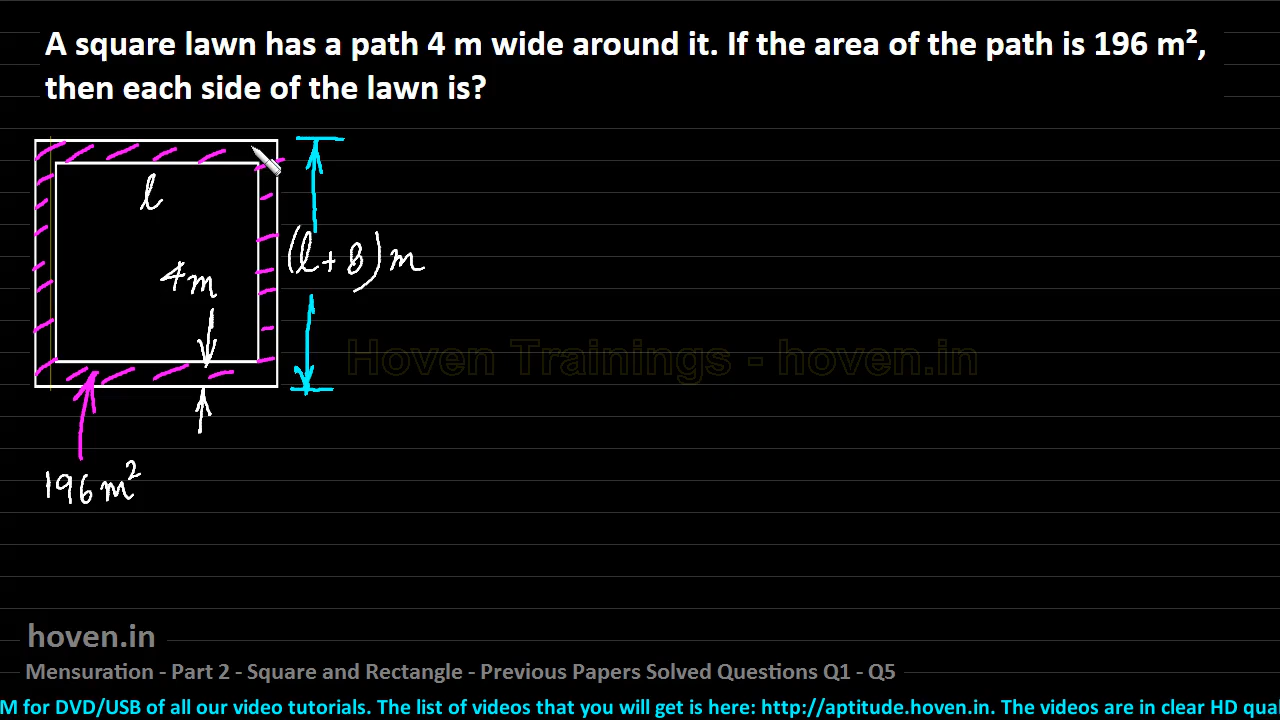 A square lawn has a path 4 m wide around it. If the area of the path is 196 m²,
then each side of the lawn is?
l
4m
(l+8)m
Hoven Trainings - hoven.in
196m²
hoven.in
Mensuration - Part 2 - Square and Rectangle - Previous Papers Solved Questions Q1 - Q5
M for DVD/USB of all our video tutorials. The list of videos that you will get is here: http://aptitude.hoven.in. The videos are in clear HD qua